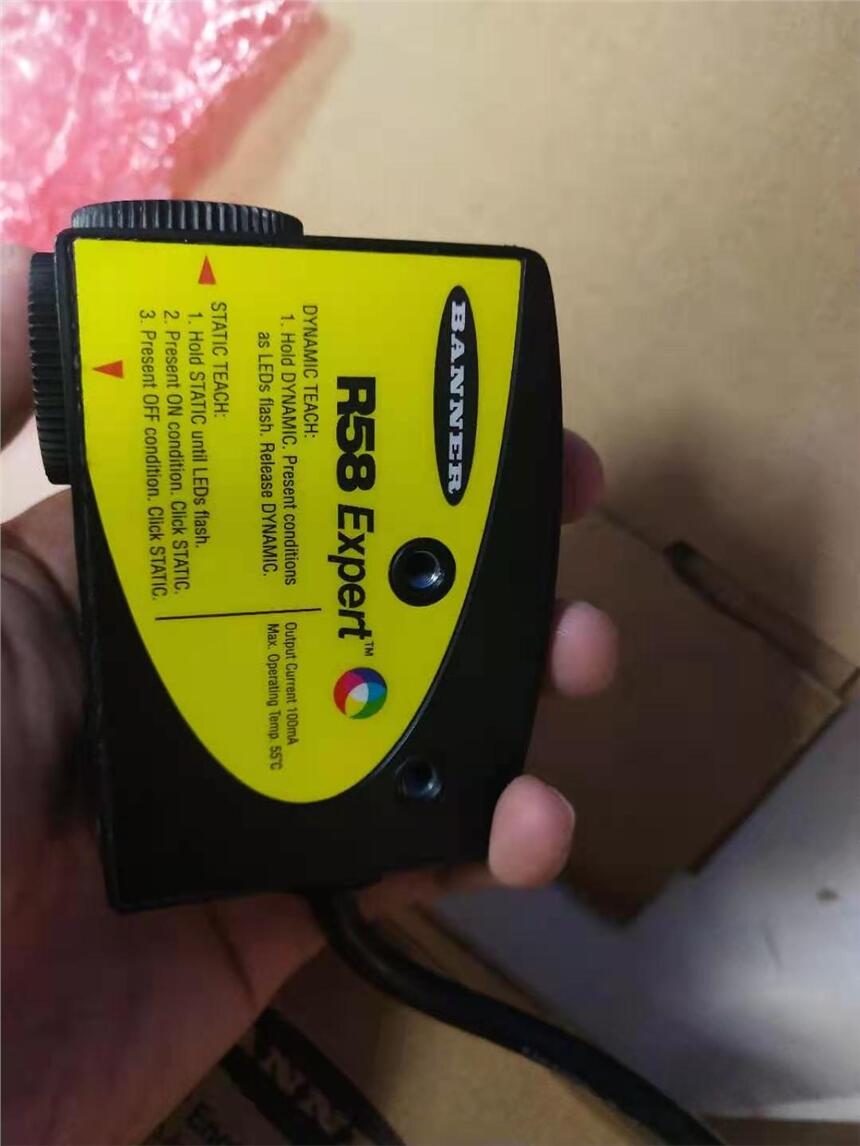 BANNER
R58 Expert™
DYNAMIC TEACH:
1. Hold DYNAMIC. Present conditions
as LEDs flash. Release DYNAMIC.
STATIC TEACH:
1. Hold STATIC until LEDs flash.
2. Present ON condition. Click STATIC.
3. Present OFF condition. Click STATIC.
Output Current 100mA
Max. Operating Temp. 55°C